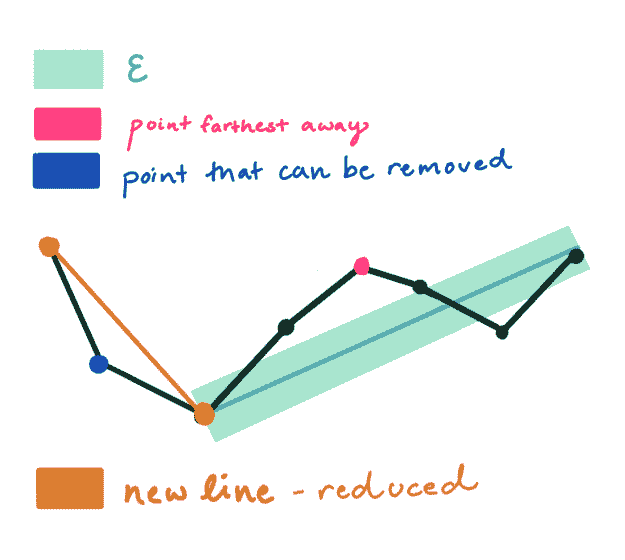 ε
point farthest away
point that can be removed
new line - reduced